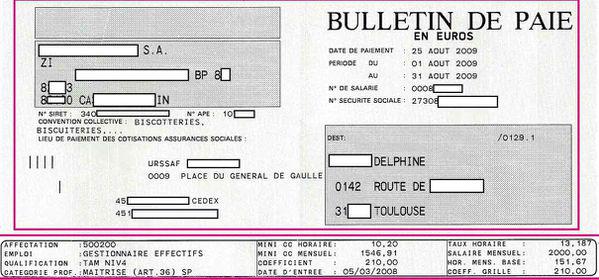 BULLETIN DE PAIE
EN EUROS
S.A.
ZI
BP 8
8 3
8 0 CA IN
N° SIRET : 340 N° APE : 10
CONVENTION COLLECTIVE : BISCOTTERIES,
BISCUITERIES,...
LIEU DE PAIEMENT DES COTISATIONS ASSURANCES SOCIALES :
URSSAF
0009 PLACE DU GENERAL DE GAULLE
45 CEDEX
451
DATE DE PAIEMENT : 25 AOUT 2009
PERIODE DU : 01 AOUT 2009
AU : 31 AOUT 2009
N° DE SALARIE : 0008
N° SECURITE SOCIALE : 27308
DEST: /0129.1
DELPHINE
0142 ROUTE DE
31 TOULOUSE
AFFECTATION :500200 MINI CC HORAIRE: 10,20 TAUX HORAIRE : 13,187
EMPLOI :GESTIONNAIRE EFFECTIFS MINI CC MENSUEL: 1546,91 SALAIRE MENSUEL: 2000,00
QUALIFICATION :TAM NIV4 COEFFICIENT : 210,00 HOR. MENS. BASE: 151,67
CATEGORIE PROF.:MAITRISE (ART.36) SP DATE D'ENTREE : 05/03/2008 COEFF. GRILLE : 210,00